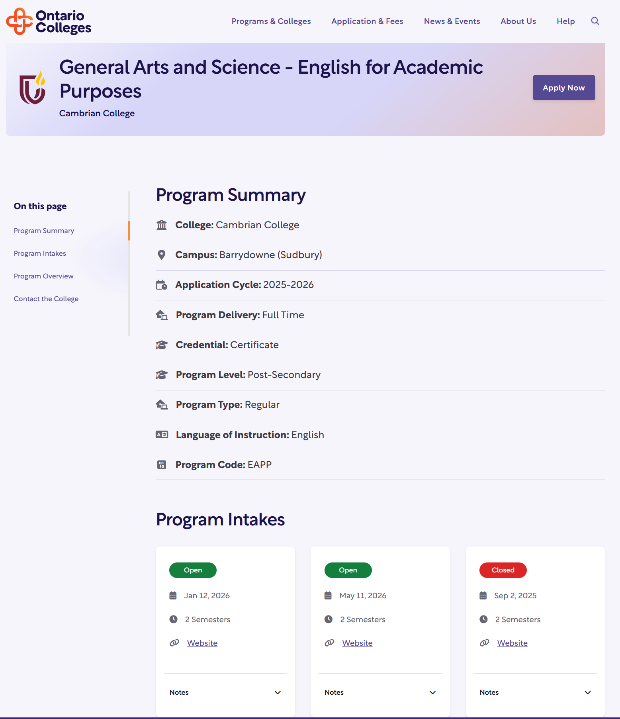 Ontario
Colleges
Programs & Colleges
Application & Fees
News & Events
About Us
Help
General Arts and Science - English for Academic
Purposes
Cambrian College
Apply Now
On this page
Program Summary
Program Intakes
Program Overview
Contact the College
Program Summary
College: Cambrian College
Campus: Barrydowne (Sudbury)
Application Cycle: 2025-2026
Program Delivery: Full Time
Credential: Certificate
Program Level: Post-Secondary
Program Type: Regular
Language of Instruction: English
Program Code: EAPP
Program Intakes
Open
Jan 12, 2026
2 Semesters
Website
Notes
Open
May 11, 2026
2 Semesters
Website
Notes
Closed
Sep 2, 2025
2 Semesters
Website
Notes